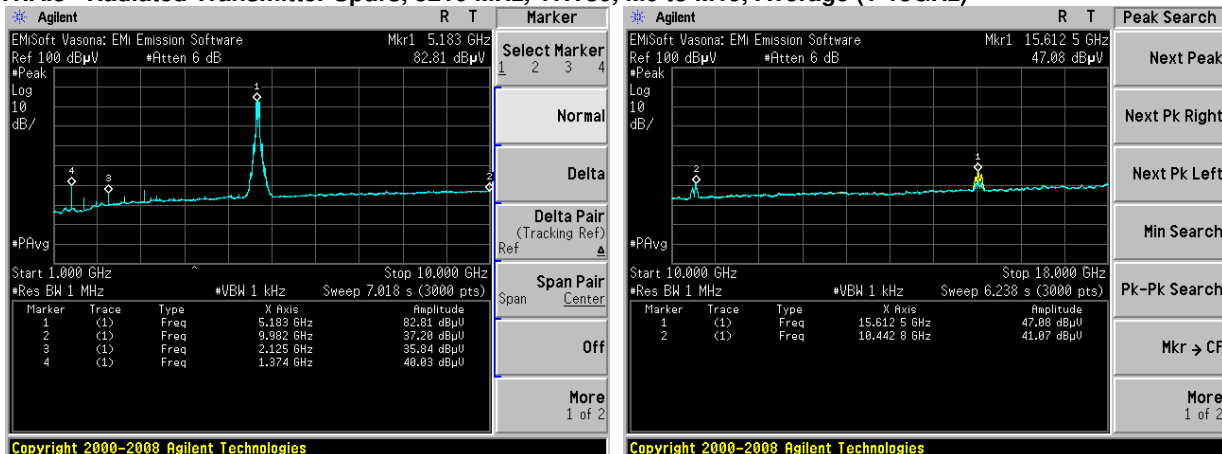 Agilent R T Marker
EMiSoft Vasona: EMi Emission Software Mkr1 5.183 GHz
Ref 100 dBµV #Atten 6 dB 82.81 dBµV
#Peak
Log
10
dB/
1
4
3
2
#PAvg
Start 1.000 GHz ^ Stop 10.000 GHz
#Res BW 1 MHz #VBW 1 kHz Sweep 7.018 s (3000 pts)
Marker Trace Type X Axis Amplitude
1 (1) Freq 5.183 GHz 82.81 dBµV
2 (1) Freq 9.982 GHz 37.20 dBµV
3 (1) Freq 2.125 GHz 35.84 dBµV
4 (1) Freq 1.374 GHz 40.03 dBµV
Copyright 2000-2008 Agilent Technologies
Select Marker
1 2 3 4
Normal
Delta
Delta Pair
(Tracking Ref)
Ref Δ
Span Pair
Span Center
Off
More
1 of 2
Agilent R T Peak Search
EMiSoft Vasona: EMi Emission Software Mkr1 15.612 5 GHz
Ref 100 dBµV #Atten 6 dB 47.08 dBµV
#Peak
Log
10
dB/
1
2
#PAvg
Start 10.000 GHz Stop 18.000 GHz
#Res BW 1 MHz #VBW 1 kHz Sweep 6.238 s (3000 pts)
Marker Trace Type X Axis Amplitude
1 (1) Freq 15.612 5 GHz 47.08 dBµV
2 (1) Freq 10.442 8 GHz 41.07 dBµV
Copyright 2000-2008 Agilent Technologies
Next Peak
Next Pk Right
Next Pk Left
Min Search
Pk-Pk Search
Mkr → CF
More
1 of 2